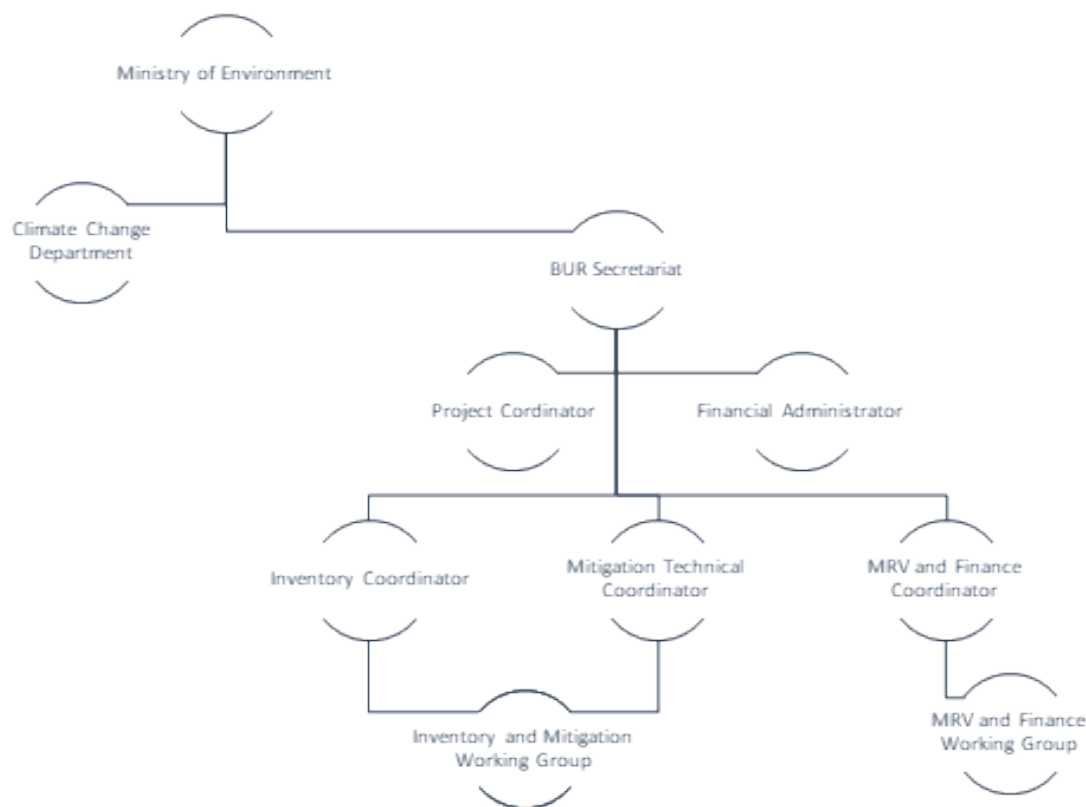 Ministry of Environment
Climate Change
Department
BUR Secretariat
Project Cordinator
Financial Administrator
Inventory Coordinator
Mitigation Technical
Coordinator
MRV and Finance
Coordinator
Inventory and Mitigation
Working Group
MRV and Finance
Working Group